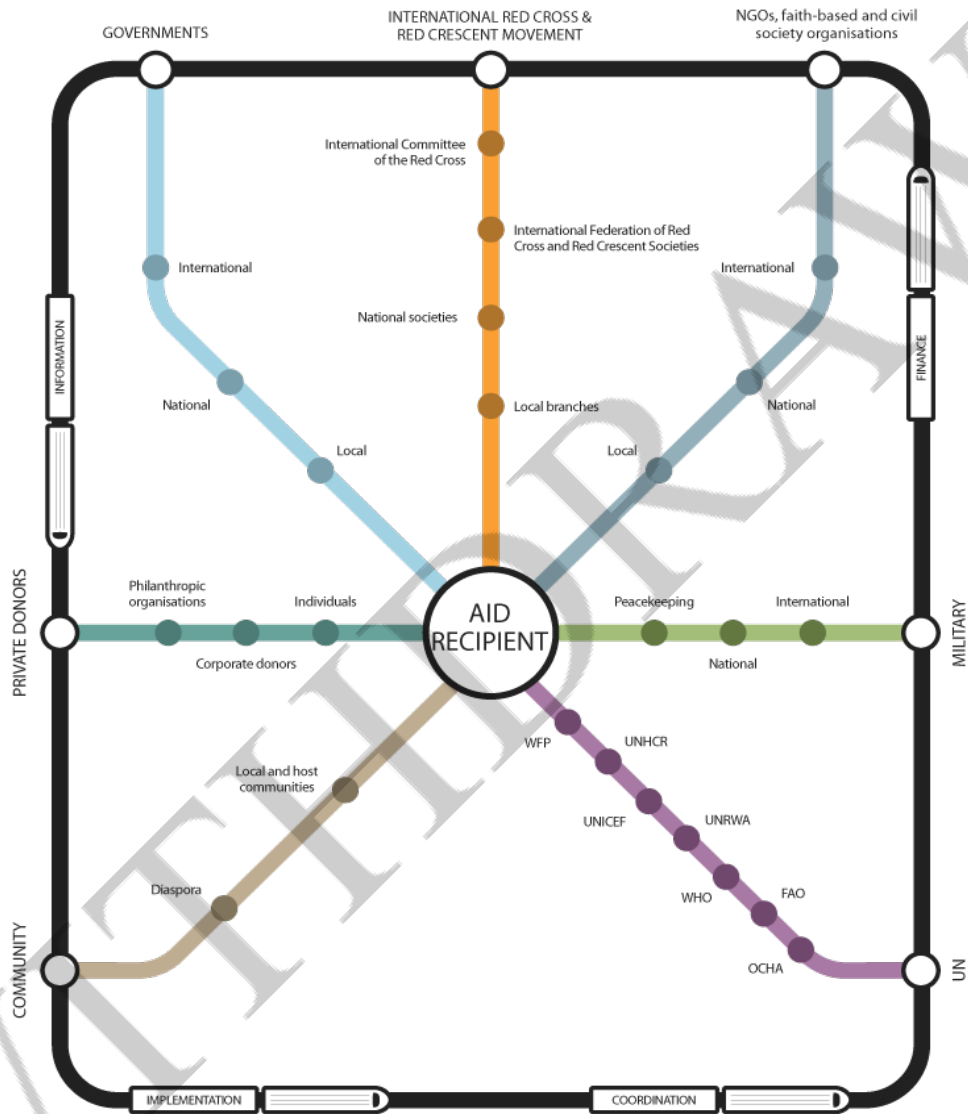 GOVERNMENTS
INTERNATIONAL RED CROSS &
RED CRESCENT MOVEMENT
NGOs, faith-based and civil
society organisations
International Committee
of the Red Cross
International Federation of Red
Cross and Red Crescent Societies
International
International
National societies
INFORMATION
FINANCE
National
Local branches
National
Local
Local
PRIVATE DONORS
Philanthropic
organisations
Individuals
Corporate donors
AID
RECIPIENT
Peacekeeping
International
National
MILITARY
WFP
UNHCR
Local and host
communities
UNICEF
UNRWA
Diaspora
WHO
FAO
OCHA
COMMUNITY
UN
IMPLEMENTATION
COORDINATION
ITHDRAW